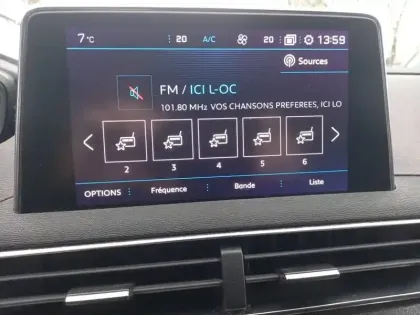 7 °C 20 A/C 20 13:59
Sources
FM / ICI L-OC
101.80 MHz VOS CHANSONS PREFEREES, ICI LO
2 3 4 5 6
OPTIONS Fréquence Bande Liste